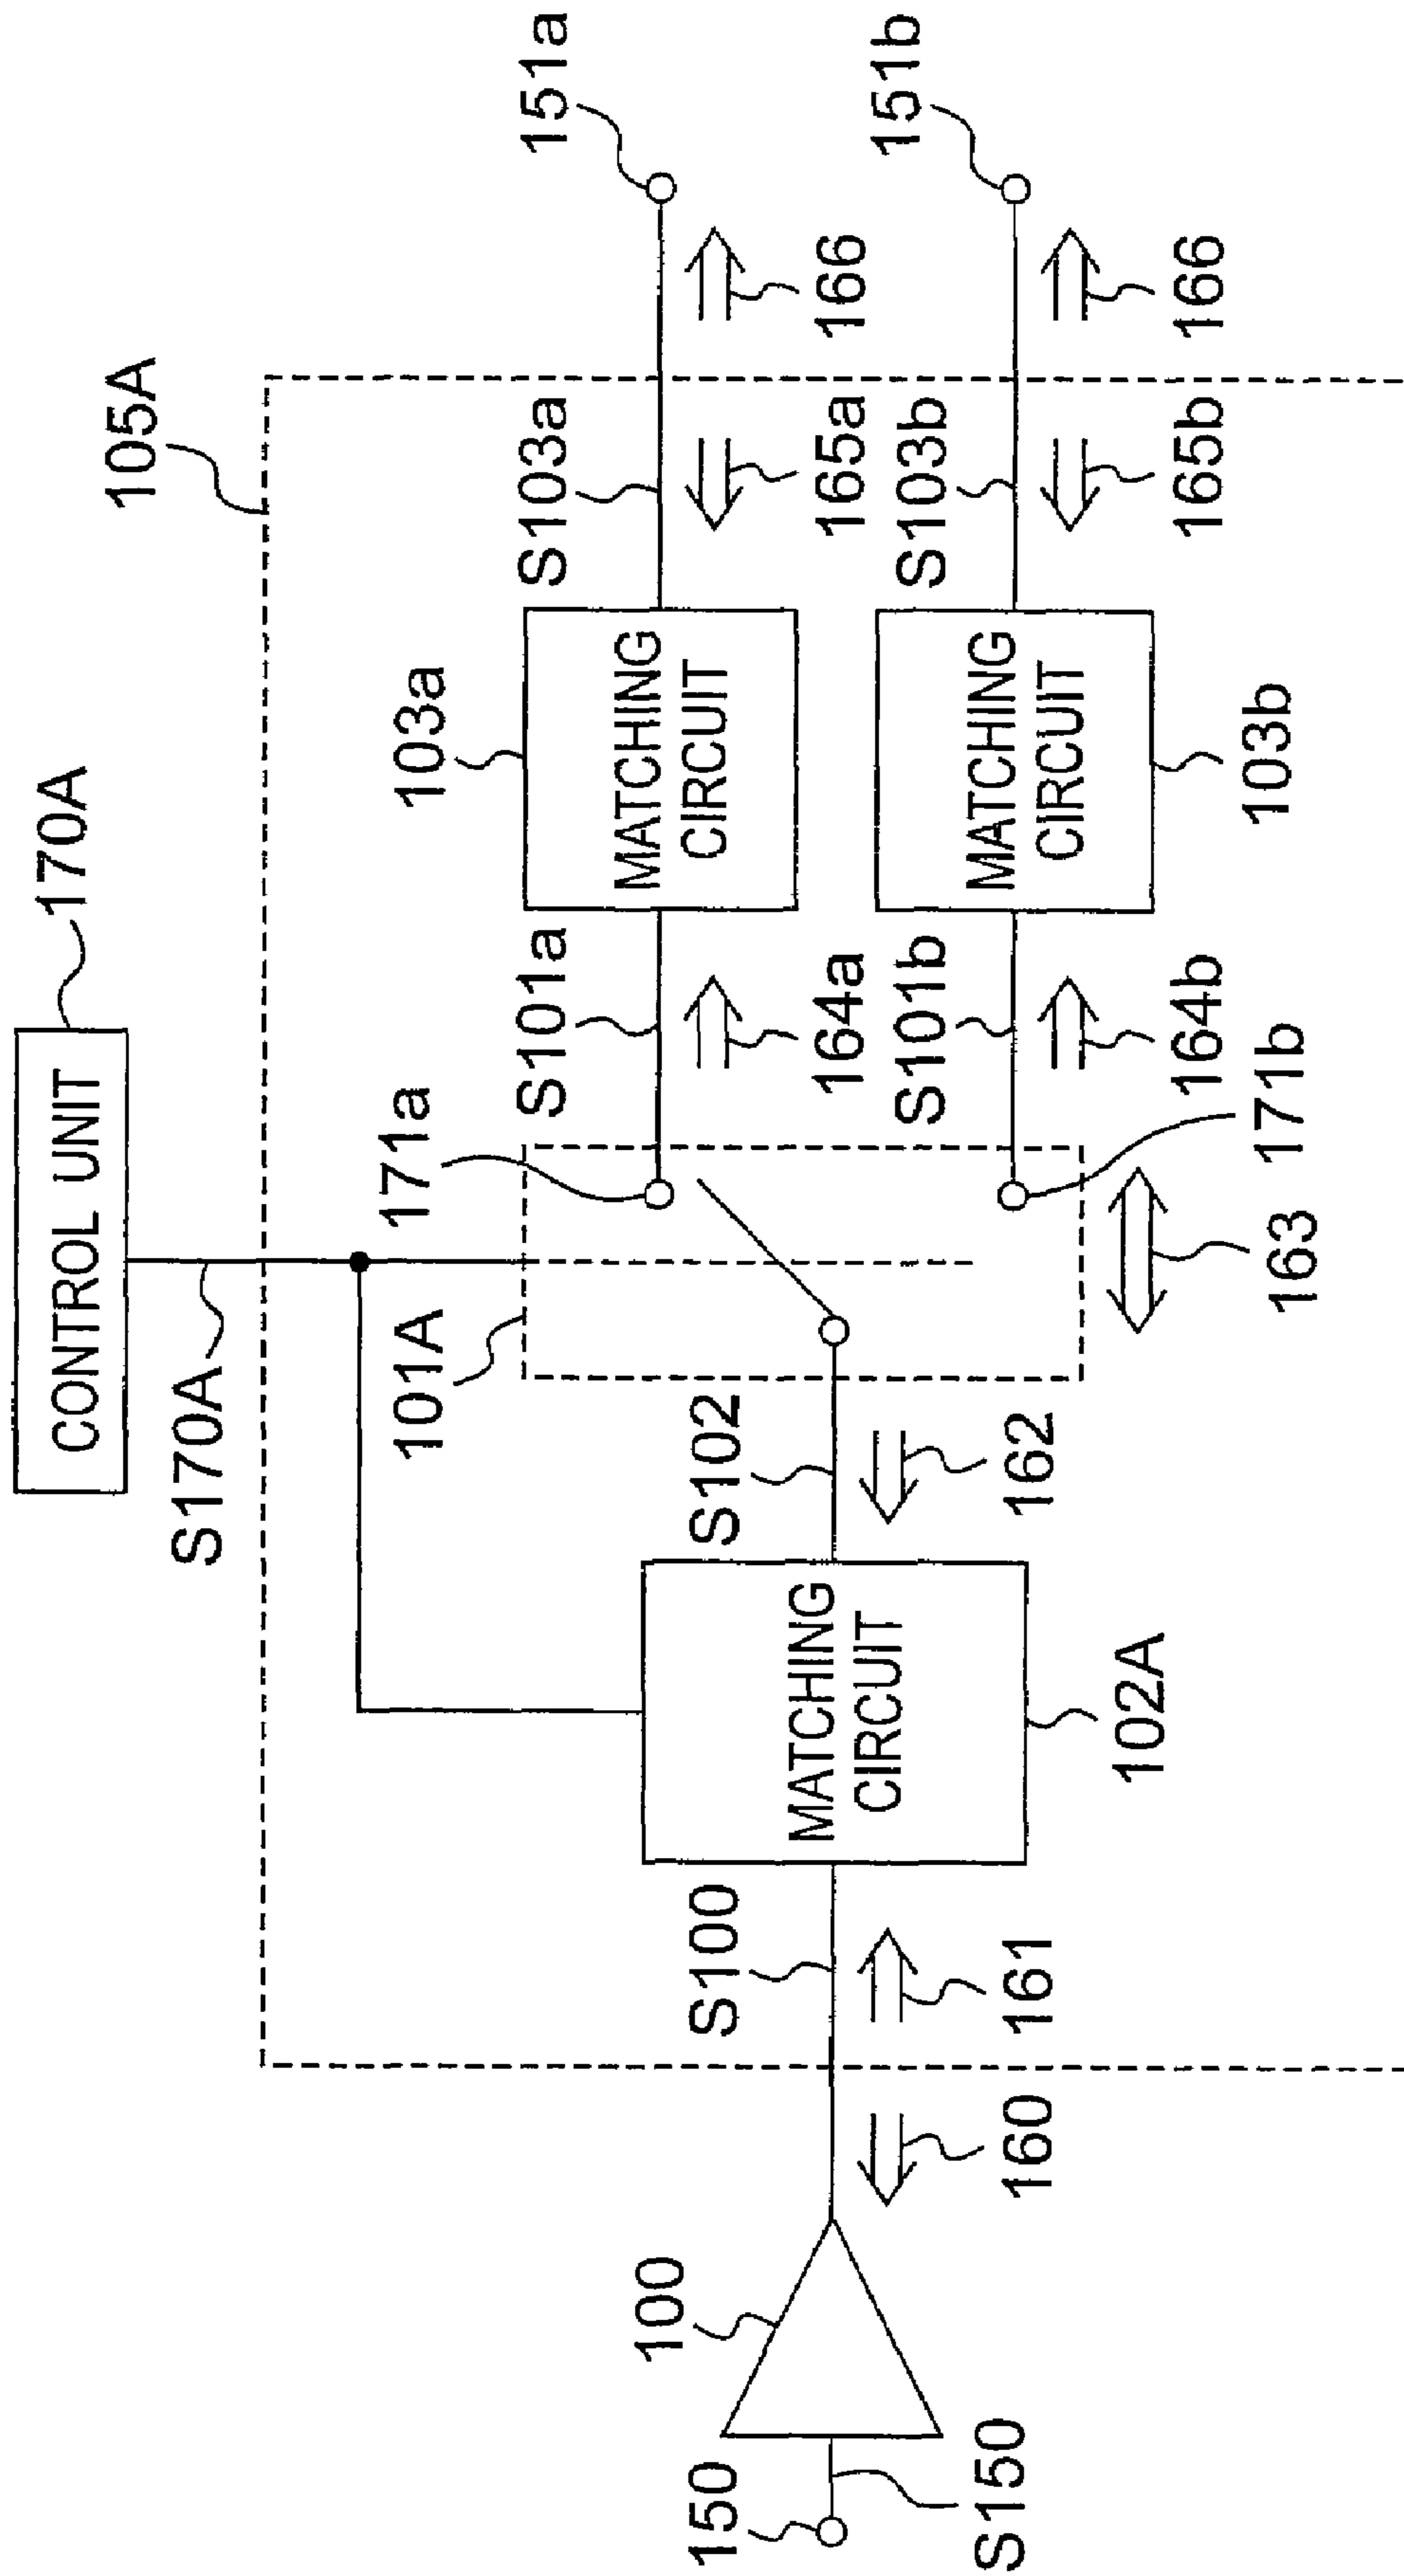 CONTROL UNIT
170A
S170A
105A
101A
171a
103a
S101a
S103a
151a
MATCHING
CIRCUIT
164a
165a
166
S101b
S103b
151b
MATCHING
CIRCUIT
164b
165b
166
171b
103b
163
S102
162
MATCHING
CIRCUIT
102A
S100
161
160
100
150
S150